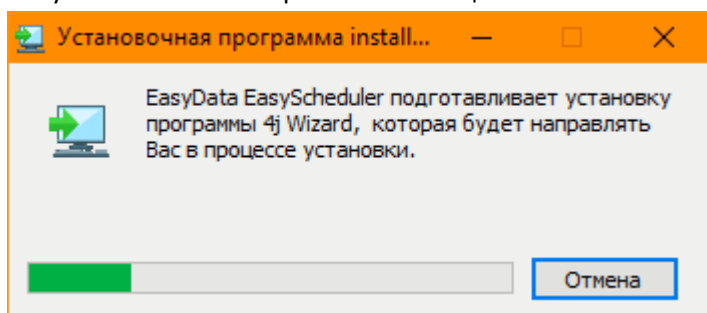 Установочная программа install...
EasyData EasyScheduler подготавливает установку
программы 4j Wizard, которая будет направлять
Вас в процессе установки.
Отмена